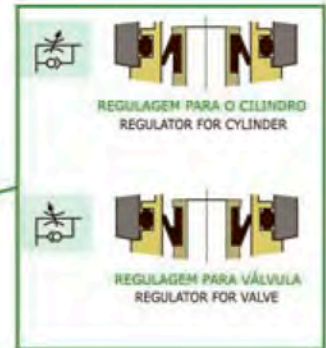 REGULAGEM PARA O CILINDRO
REGULATOR FOR CYLINDER
REGULAGEM PARA VÁLVULA
REGULATOR FOR VALVE